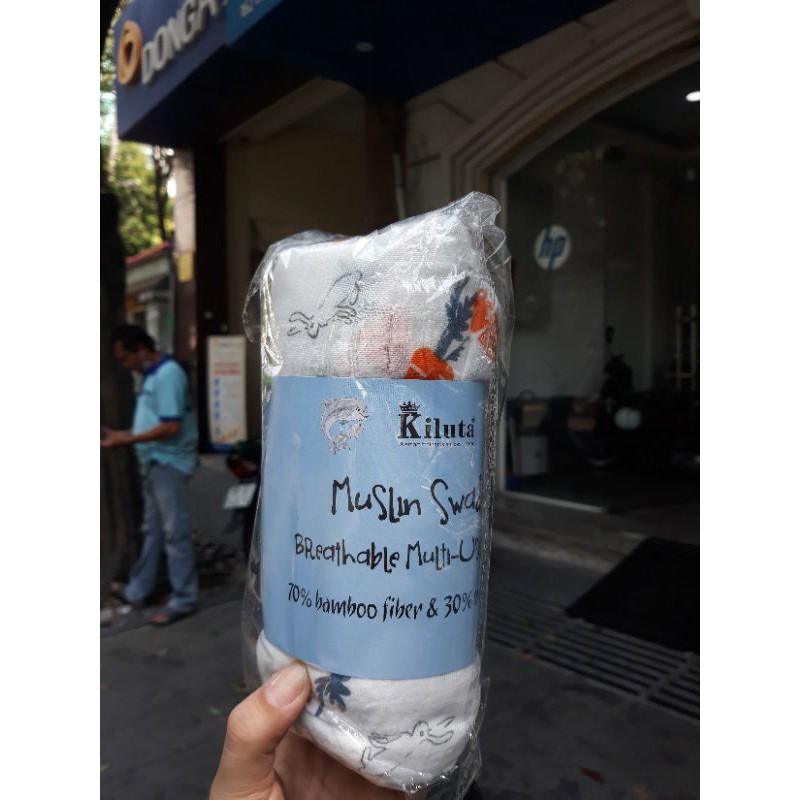 DONGA
hp
Kiluta
Muslin Swad
BReathable Multi-U
70% bamboo fiber & 30%